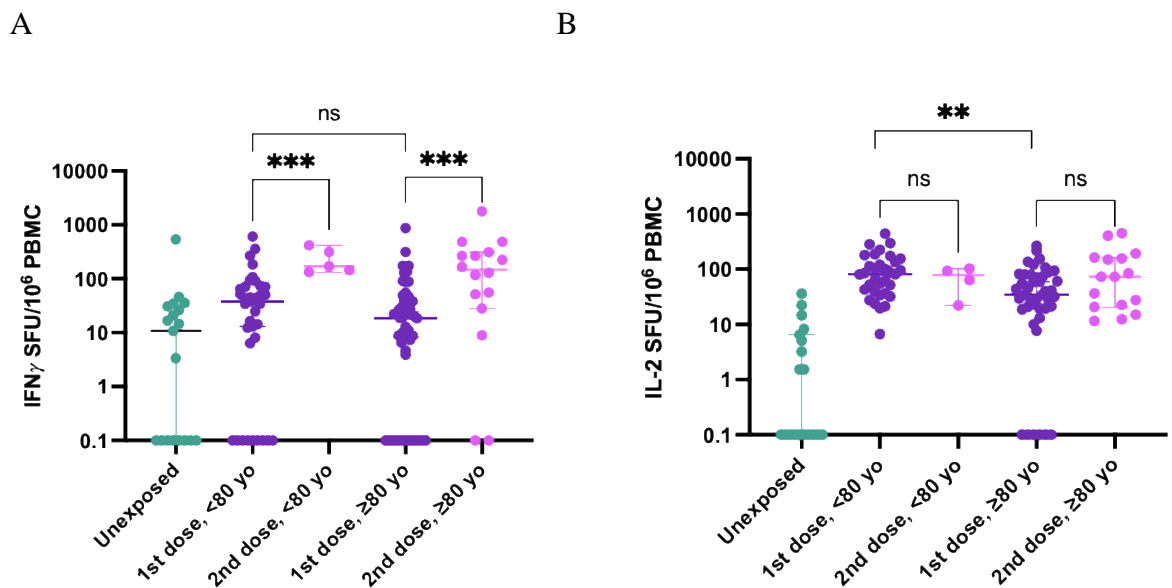 A
B
ns
***
***
10000
1000
100
10
1
0.1
IFNγ SFU/10⁶ PBMC
Unexposed
1st dose, <80 yo
2nd dose, <80 yo
1st dose, ≥80 yo
2nd dose, ≥80 yo
**
ns
ns
10000
1000
100
10
1
0.1
IL-2 SFU/10⁶ PBMC
Unexposed
1st dose, <80 yo
2nd dose, <80 yo
1st dose, ≥80 yo
2nd dose, ≥80 yo